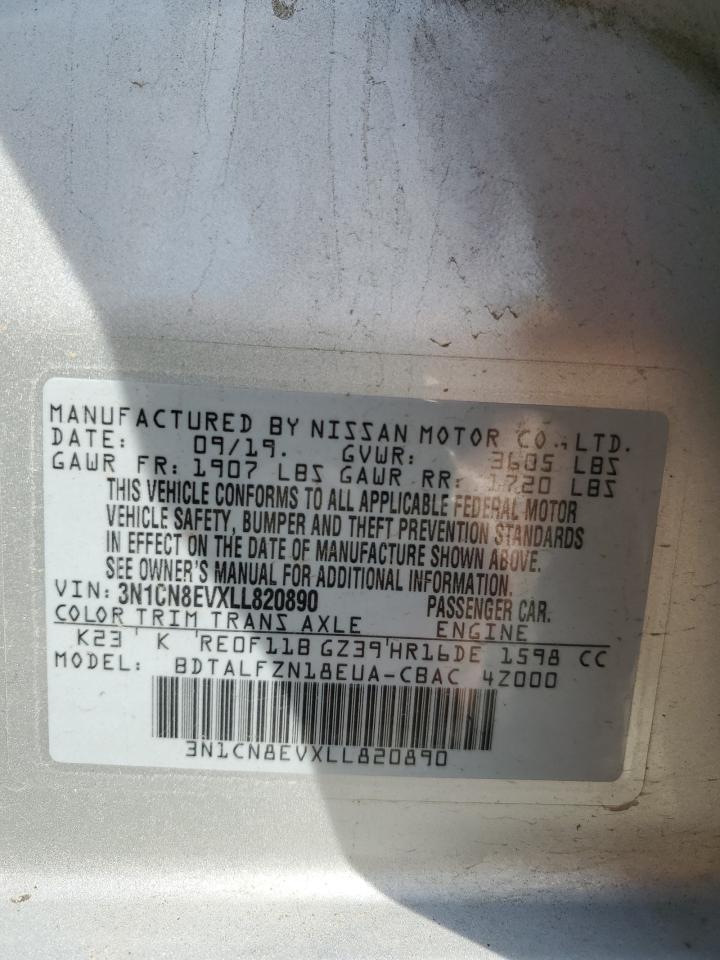 MANUFACTURED BY NISSAN MOTOR CO.,LTD.
DATE: 09/19. GVWR: 3605 LBS
GAWR FR: 1907 LBS GAWR RR: 1720 LBS
THIS VEHICLE CONFORMS TO ALL APPLICABLE FEDERAL MOTOR
VEHICLE SAFETY, BUMPER AND THEFT PREVENTION STANDARDS
IN EFFECT ON THE DATE OF MANUFACTURE SHOWN ABOVE.
SEE OWNER'S MANUAL FOR ADDITIONAL INFORMATION.
VIN: 3N1CN8EVXLL820890 PASSENGER CAR.
COLOR TRIM TRANS AXLE ENGINE
K23 K RE0F11B GZ39 HR16DE 1598 CC
MODEL: BDTALFZN18EUA-CBAC 4Z000
3N1CN8EVXLL820890